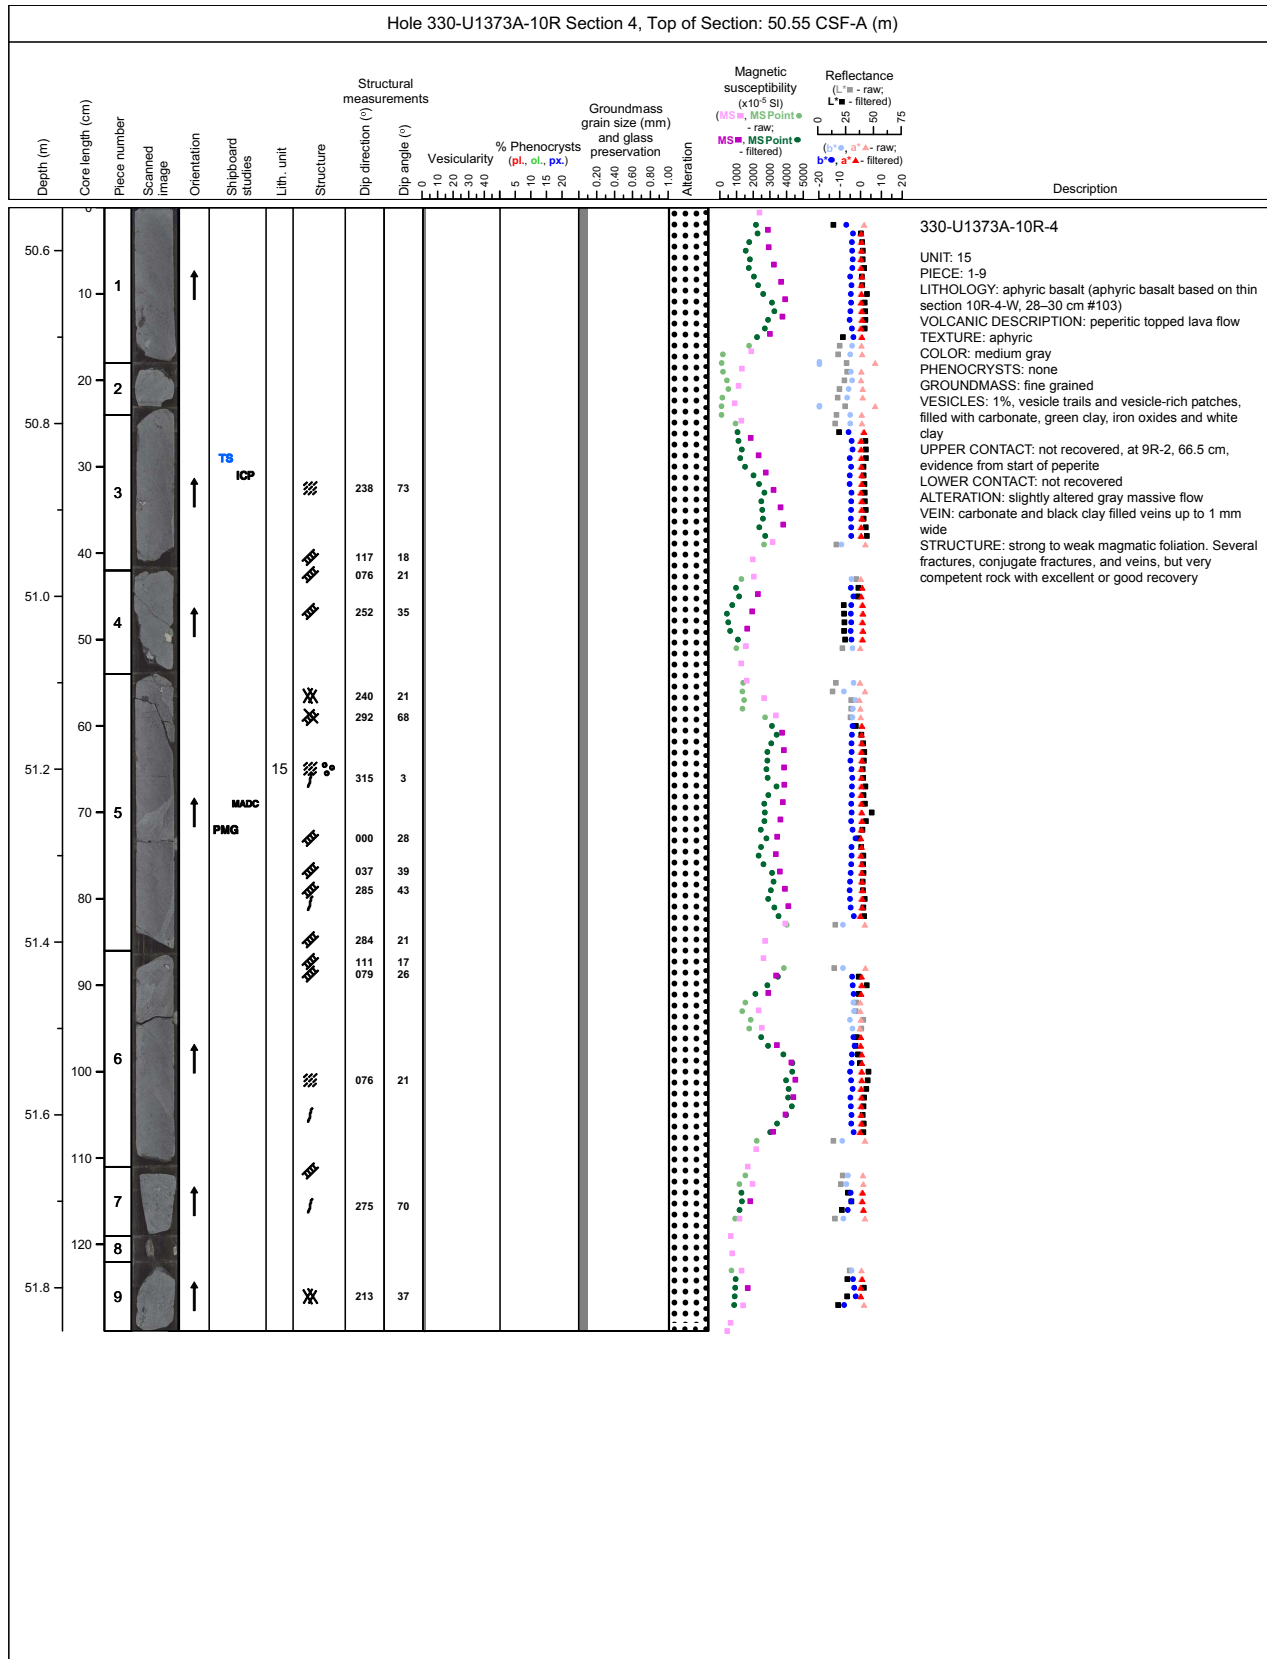 Hole 330-U1373A-10R Section 4, Top of Section: 50.55 CSF-A (m)
Depth (m)
Core length (cm)
Piece number
Scanned
image
Orientation
Shipboard
studies
Lith. unit
Structure
Structural
measurements
Dip direction (º)
Dip angle (º)
Vesicularity
0 10 20 30 40
% Phenocrysts
(pl., ol., px.)
5 10 15 20
Groundmass
grain size (mm)
and glass
preservation
0.20 0.40 0.60 0.80 1.00
Alteration
Magnetic
susceptibility
(x10-5 SI)
(MS■, MSPoint●
- raw;
MS■, MSPoint●
- filtered)
0 1000 2000 3000 4000 5000
Reflectance
(L*■ - raw;
L*■ - filtered)
0 25 50 75
(b*●, a*▲- raw;
b*●, a*▲- filtered)
-20 -10 0 10 20
Description
50.6
50.8
51.0
51.2
51.4
51.6
51.8
0
10
20
30
40
50
60
70
80
90
100
110
120
1
2
3
4
5
6
7
8
9
TS
ICP
MADC
PMG
15
238 73
117 18
076 21
252 35
240 21
292 68
315 3
000 28
037 39
285 43
284 21
111 17
079 26
076 21
275 70
213 37
330-U1373A-10R-4
UNIT: 15
PIECE: 1-9
LITHOLOGY: aphyric basalt (aphyric basalt based on thin
section 10R-4-W, 28–30 cm #103)
VOLCANIC DESCRIPTION: peperitic topped lava flow
TEXTURE: aphyric
COLOR: medium gray
PHENOCRYSTS: none
GROUNDMASS: fine grained
VESICLES: 1%, vesicle trails and vesicle-rich patches,
filled with carbonate, green clay, iron oxides and white
clay
UPPER CONTACT: not recovered, at 9R-2, 66.5 cm,
evidence from start of peperite
LOWER CONTACT: not recovered
ALTERATION: slightly altered gray massive flow
VEIN: carbonate and black clay filled veins up to 1 mm
wide
STRUCTURE: strong to weak magmatic foliation. Several
fractures, conjugate fractures, and veins, but very
competent rock with excellent or good recovery